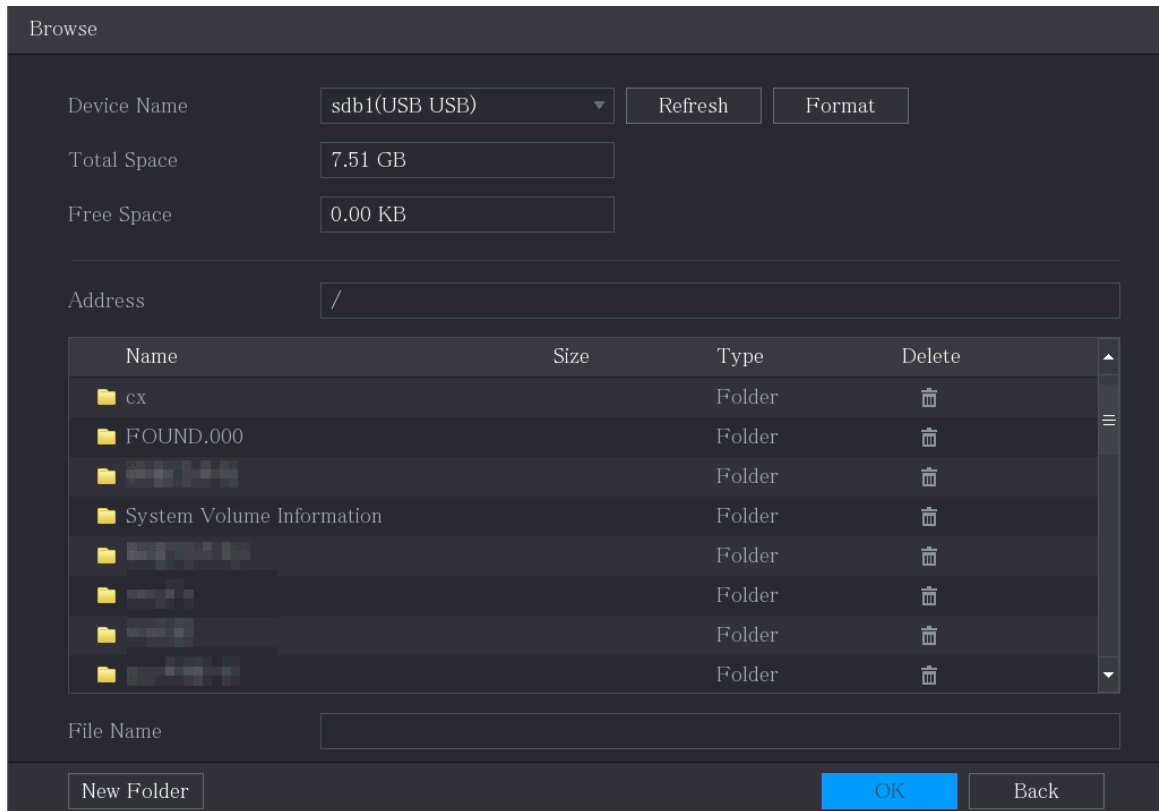 Browse
Device Name sdb1(USB USB) Refresh Format
Total Space 7.51 GB
Free Space 0.00 KB
Address /
Name Size Type Delete
cx Folder
FOUND.000 Folder
Folder
System Volume Information Folder
Folder
Folder
Folder
Folder
File Name
New Folder OK Back